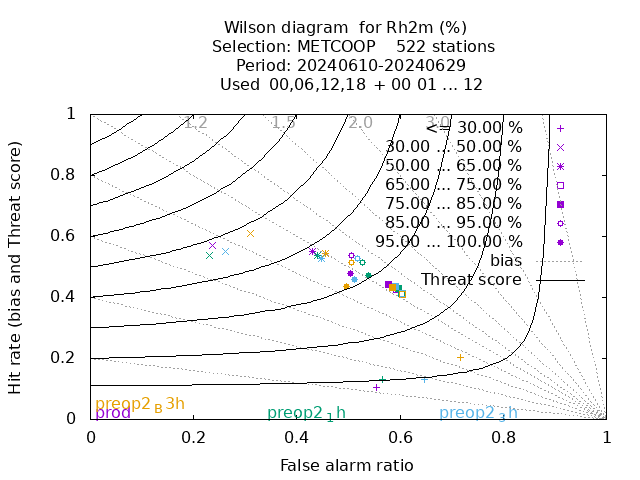 Wilson diagram  for Rh2m (%)
Selection: METCOOP    522 stations
Period: 20240610-20240629
Used  00,06,12,18  + 00 01 ... 12
1.2 1.5 2.0 3.0
<= 30.00 %
30.00 ... 50.00 %
50.00 ... 65.00 %
65.00 ... 75.00 %
75.00 ... 85.00 %
85.00 ... 95.00 %
95.00 ... 100.00 %
bias
Threat score
Hit rate (bias and Threat score)
1
0.8
0.6
0.4
0.2
0
preop2_B3h
prod preop2_1h preop2_3h
0 0.2 0.4 0.6 0.8 1
False alarm ratio